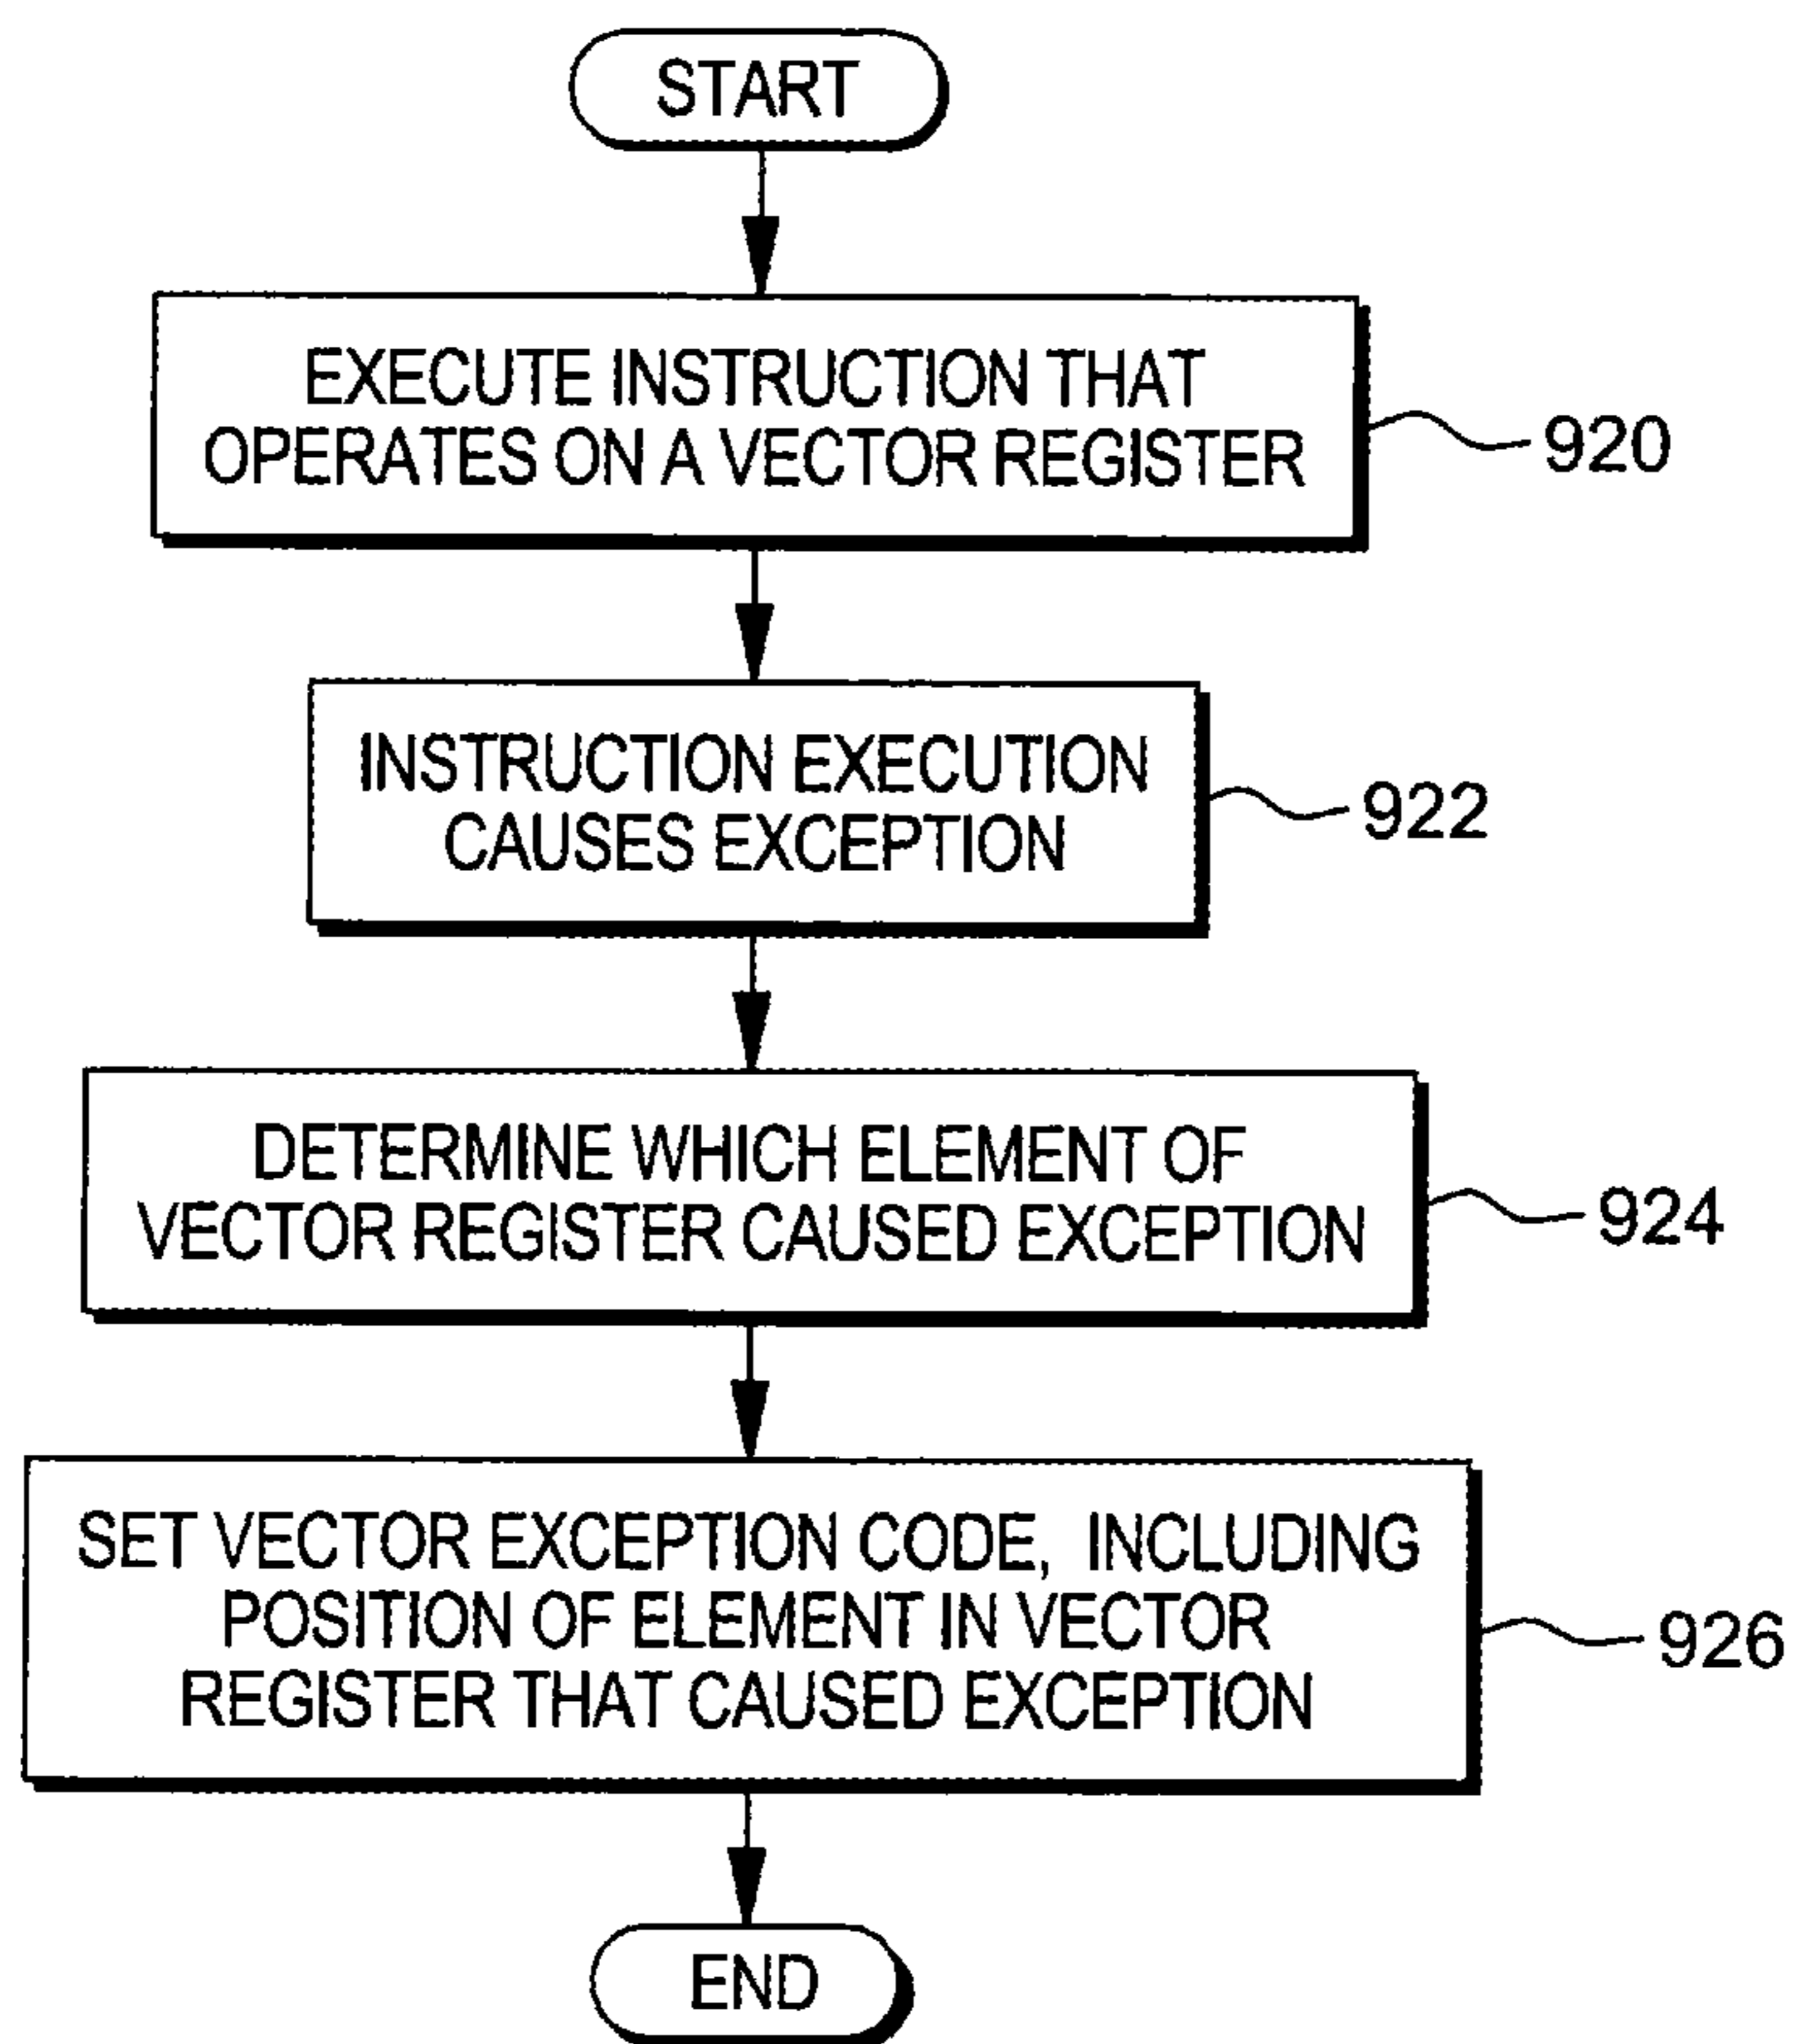 START
EXECUTE INSTRUCTION THAT
OPERATES ON A VECTOR REGISTER
920
INSTRUCTION EXECUTION
CAUSES EXCEPTION
922
DETERMINE WHICH ELEMENT OF
VECTOR REGISTER CAUSED EXCEPTION
924
SET VECTOR EXCEPTION CODE, INCLUDING
POSITION OF ELEMENT IN VECTOR
REGISTER THAT CAUSED EXCEPTION
926
END